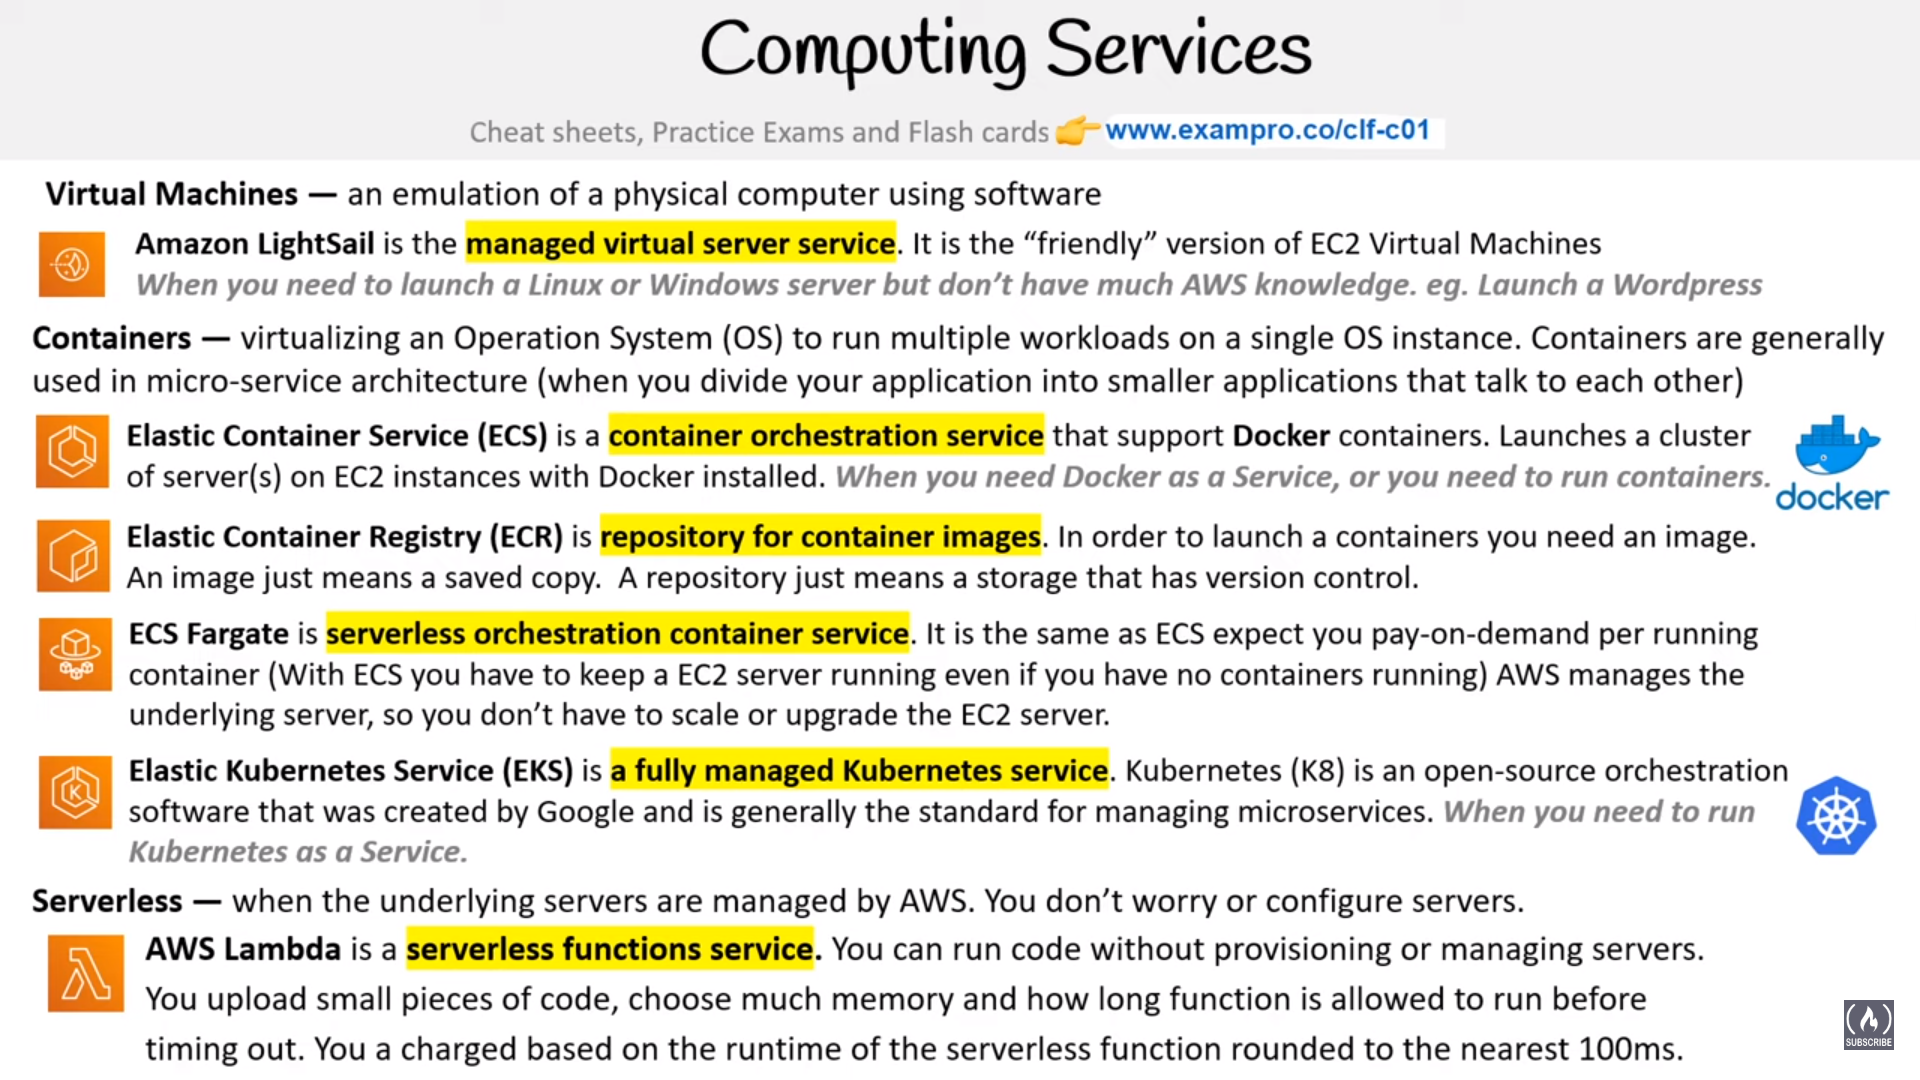 Computing Services
Cheat sheets, Practice Exams and Flash cards 👉 www.exampro.co/clf-c01
Virtual Machines — an emulation of a physical computer using software
Amazon LightSail is the managed virtual server service. It is the “friendly” version of EC2 Virtual Machines
When you need to launch a Linux or Windows server but don’t have much AWS knowledge. eg. Launch a Wordpress
Containers — virtualizing an Operation System (OS) to run multiple workloads on a single OS instance. Containers are generally
used in micro-service architecture (when you divide your application into smaller applications that talk to each other)
Elastic Container Service (ECS) is a container orchestration service that support Docker containers. Launches a cluster
of server(s) on EC2 instances with Docker installed. When you need Docker as a Service, or you need to run containers.
docker
Elastic Container Registry (ECR) is repository for container images. In order to launch a containers you need an image.
An image just means a saved copy. A repository just means a storage that has version control.
ECS Fargate is serverless orchestration container service. It is the same as ECS expect you pay-on-demand per running
container (With ECS you have to keep a EC2 server running even if you have no containers running) AWS manages the
underlying server, so you don’t have to scale or upgrade the EC2 server.
Elastic Kubernetes Service (EKS) is a fully managed Kubernetes service. Kubernetes (K8) is an open-source orchestration
software that was created by Google and is generally the standard for managing microservices. When you need to run
Kubernetes as a Service.
Serverless — when the underlying servers are managed by AWS. You don’t worry or configure servers.
AWS Lambda is a serverless functions service. You can run code without provisioning or managing servers.
You upload small pieces of code, choose much memory and how long function is allowed to run before
timing out. You a charged based on the runtime of the serverless function rounded to the nearest 100ms.
SUBSCRIBE